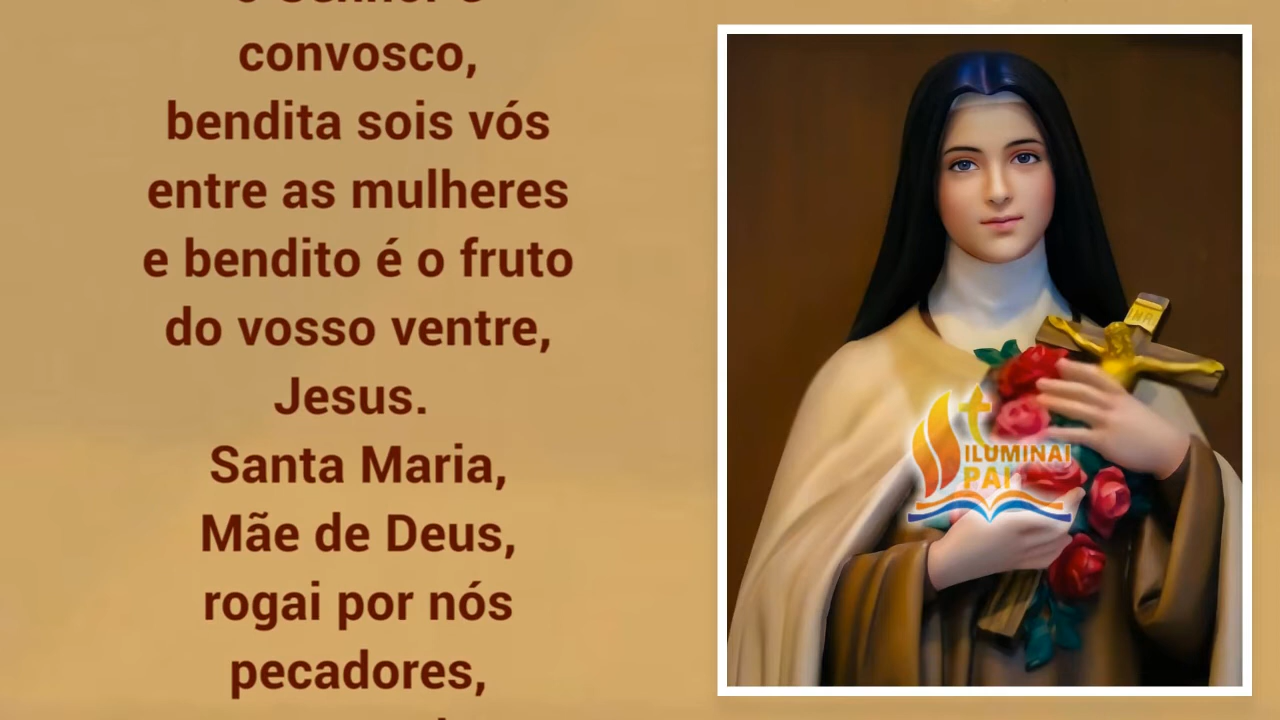 convosco,
bendita sois vós
entre as mulheres
e bendito é o fruto
do vosso ventre,
Jesus.
Santa Maria,
Mãe de Deus,
rogai por nós
pecadores,
ILUMINAI
PAI